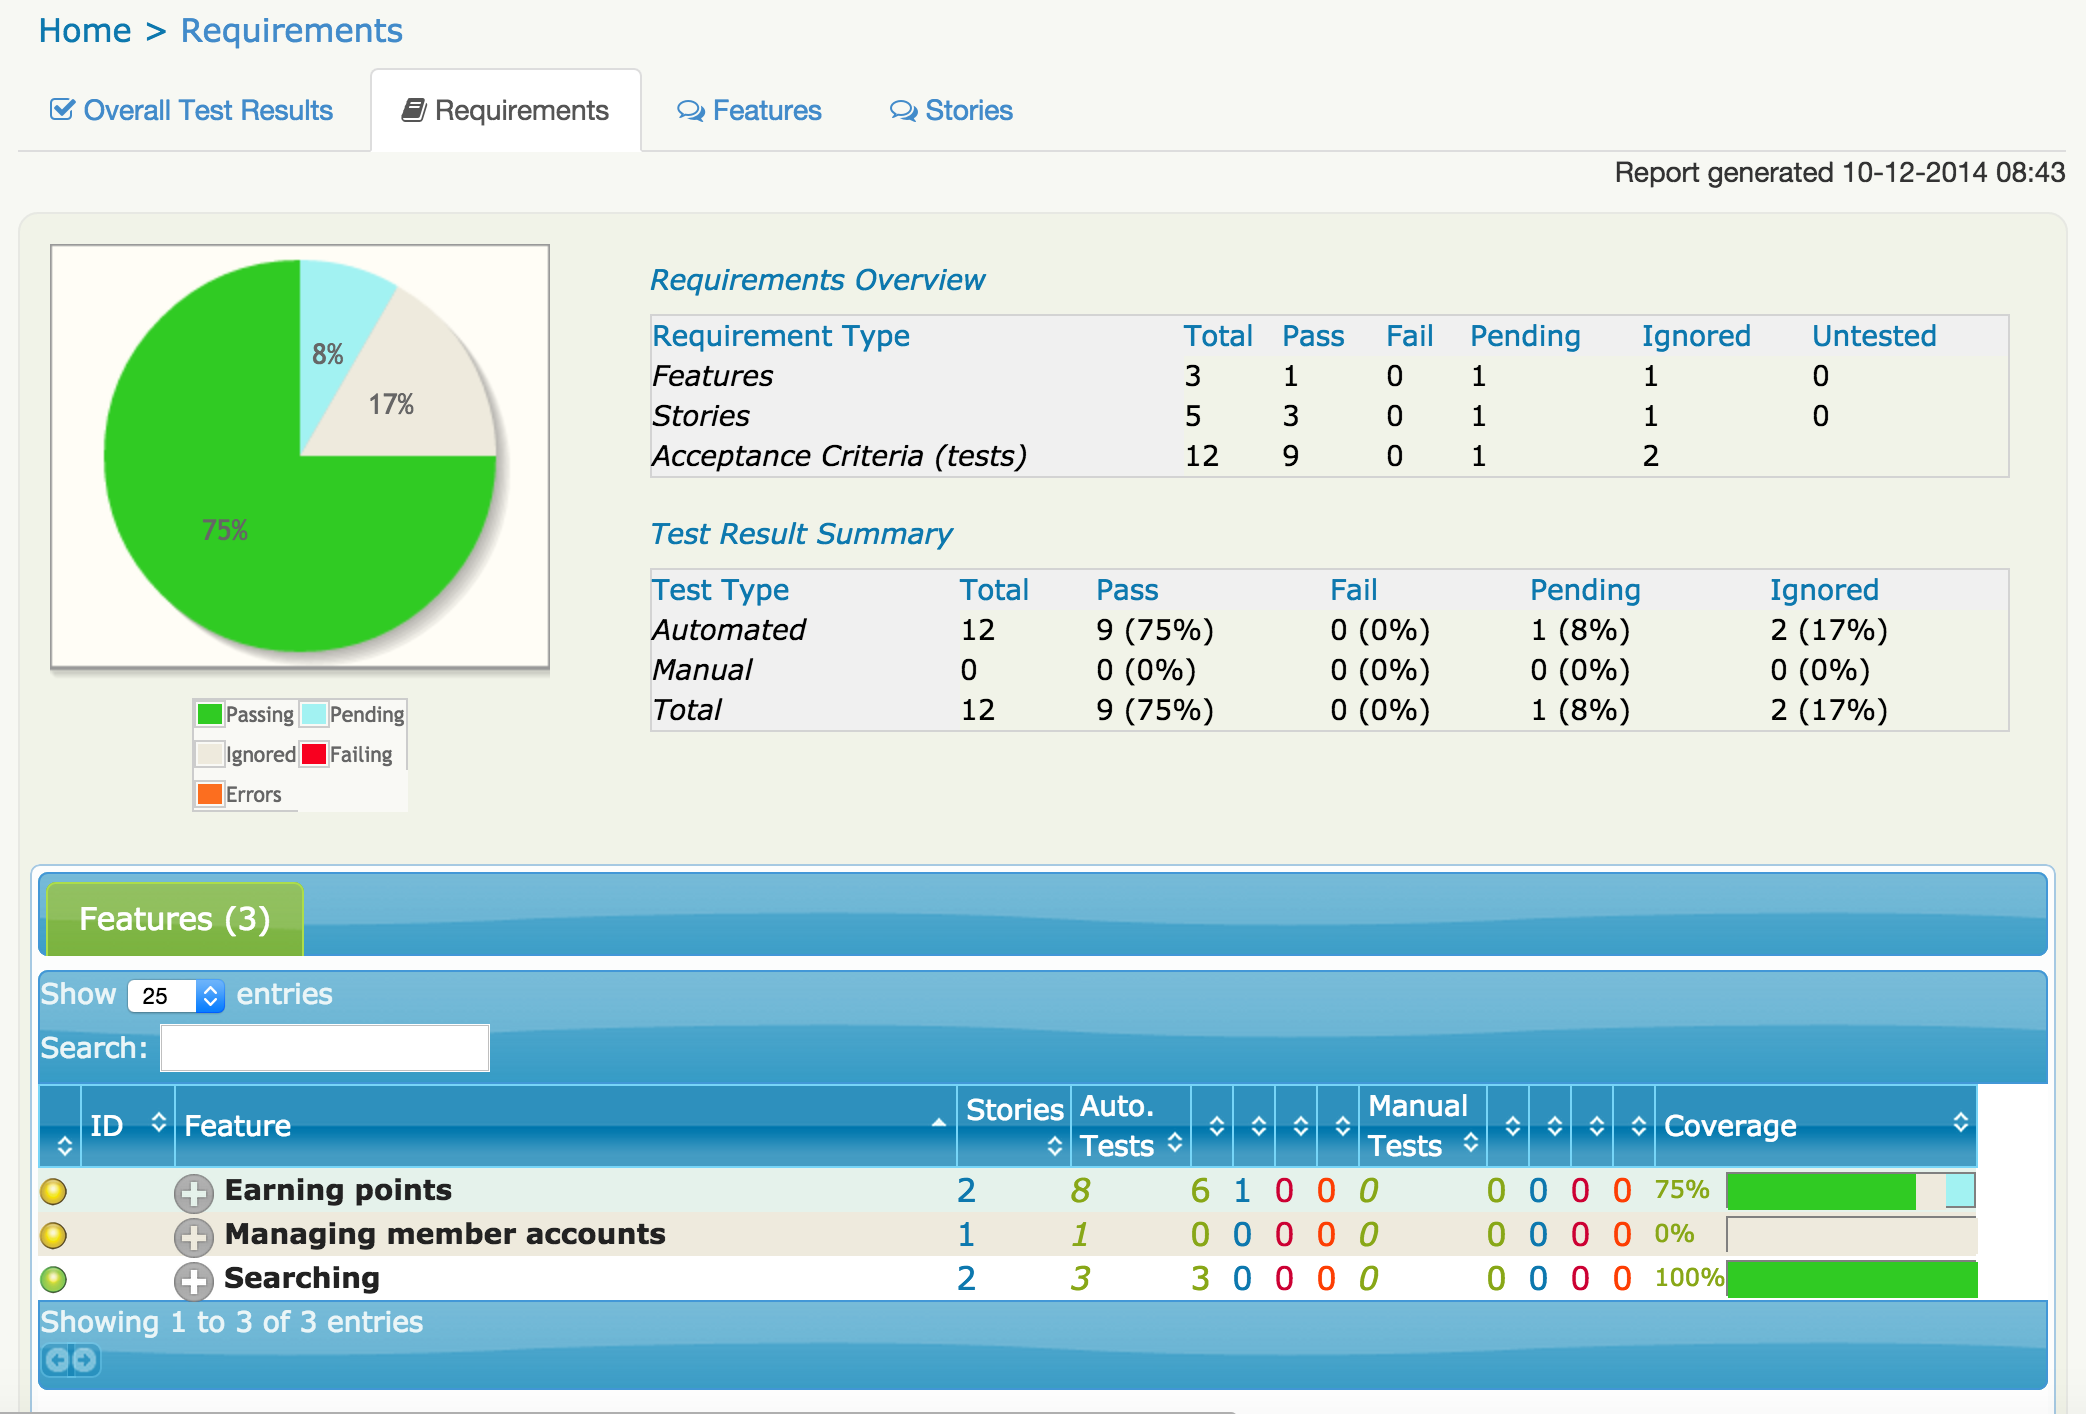 Home > Requirements
Overall Test Results Requirements Features Stories
Report generated 10-12-2014 08:43
8%
17%
75%
Passing Pending
Ignored Failing
Errors
Requirements Overview
Requirement Type Total Pass Fail Pending Ignored Untested
Features 3 1 0 1 1 0
Stories 5 3 0 1 1 0
Acceptance Criteria (tests) 12 9 0 1 2
Test Result Summary
Test Type Total Pass Fail Pending Ignored
Automated 12 9 (75%) 0 (0%) 1 (8%) 2 (17%)
Manual 0 0 (0%) 0 (0%) 0 (0%) 0 (0%)
Total 12 9 (75%) 0 (0%) 1 (8%) 2 (17%)
Features (3)
Show 25 entries
Search:
ID Feature Stories Auto. Tests Manual Tests Coverage
Earning points 2 8 6 1 0 0 0 0 0 0 0 75%
Managing member accounts 1 1 0 0 0 0 0 0 0 0 0 0%
Searching 2 3 3 0 0 0 0 0 0 0 0 100%
Showing 1 to 3 of 3 entries